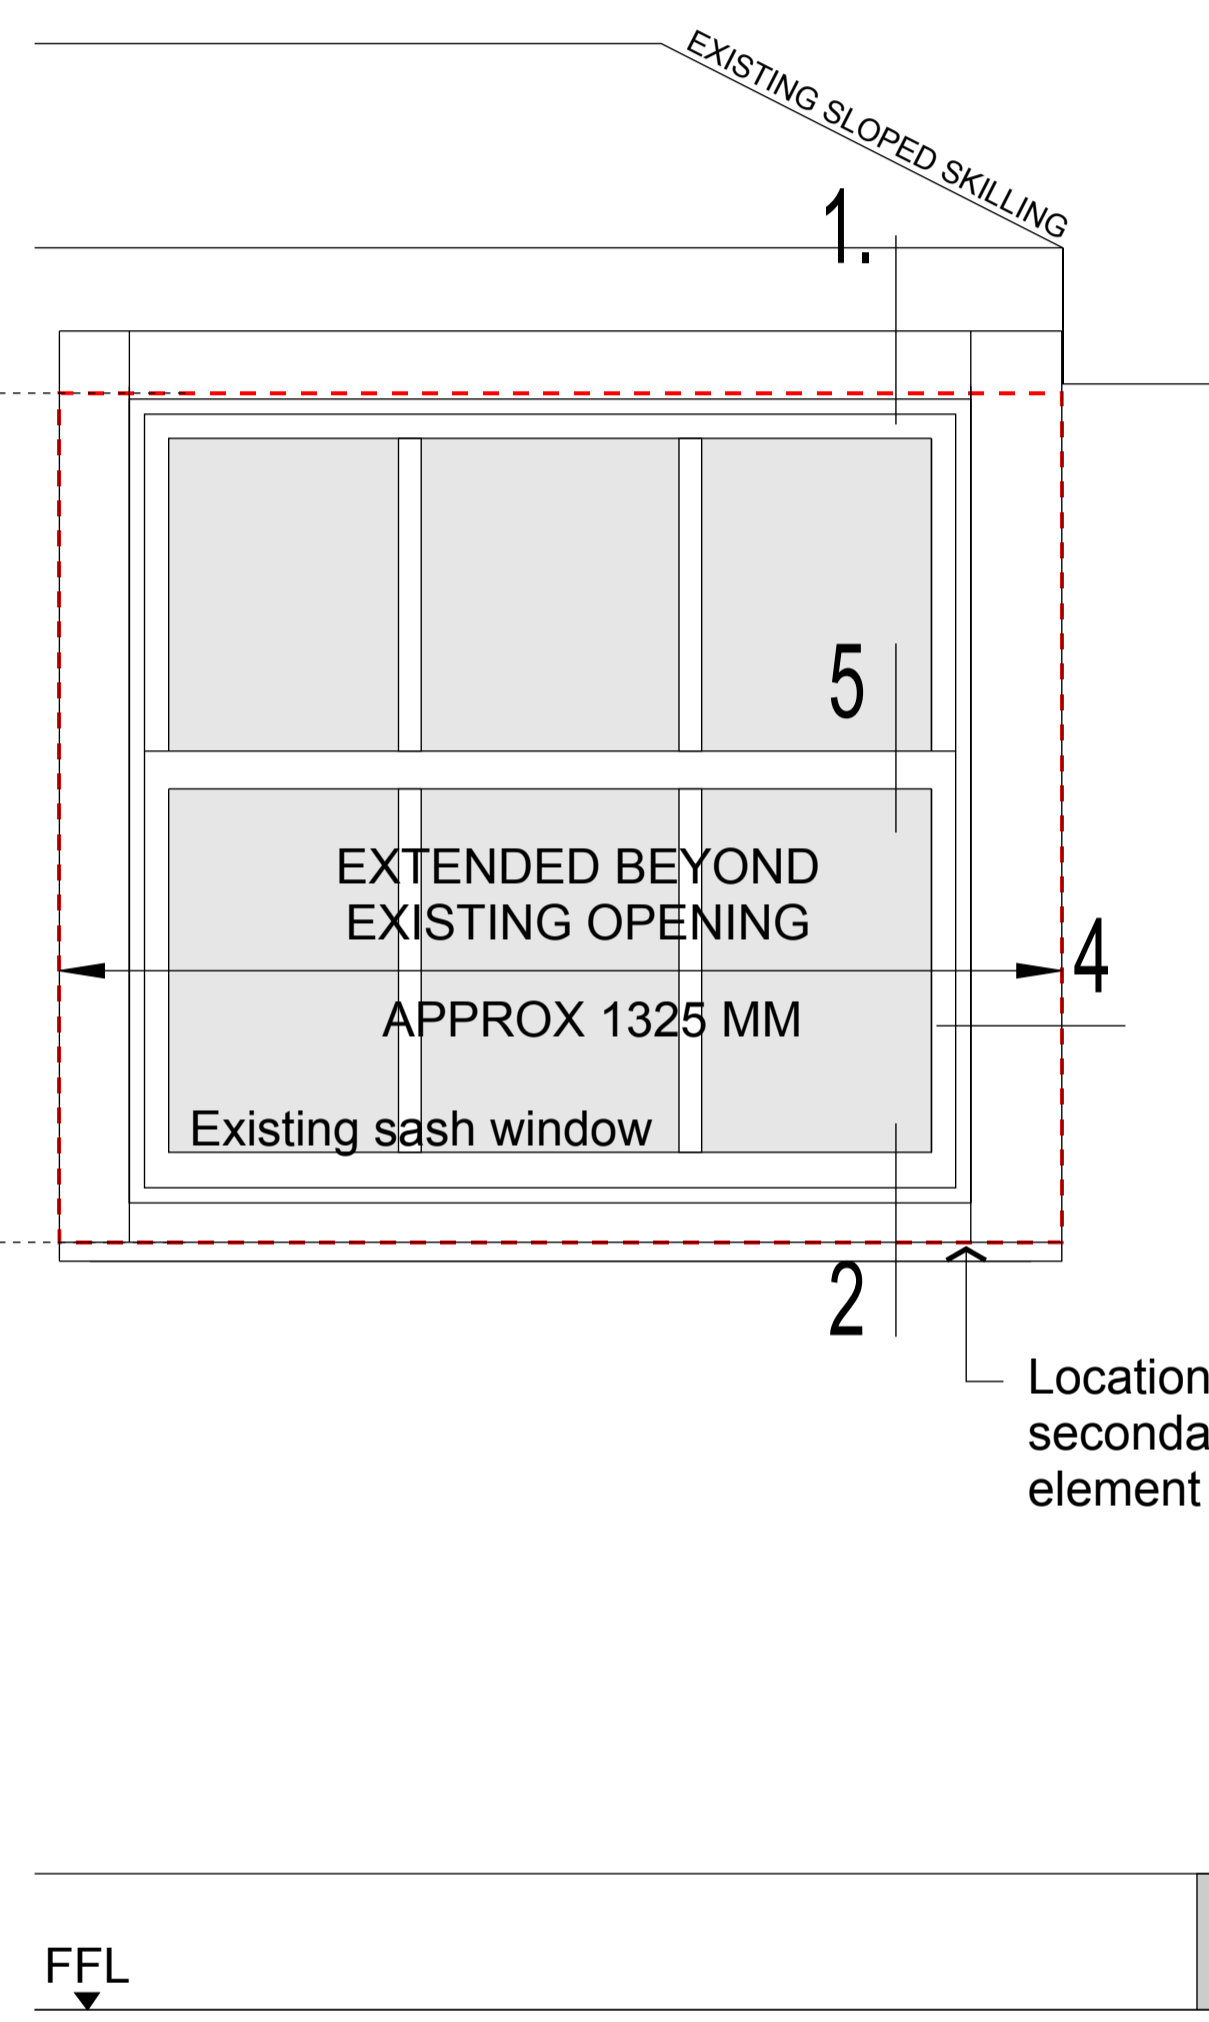 EXISTING SLOPED SKILLING
1.
5
EXTENDED BEYOND
EXISTING OPENING
4
APPROX 1325 MM
Existing sash window
2
Location
element
FFL